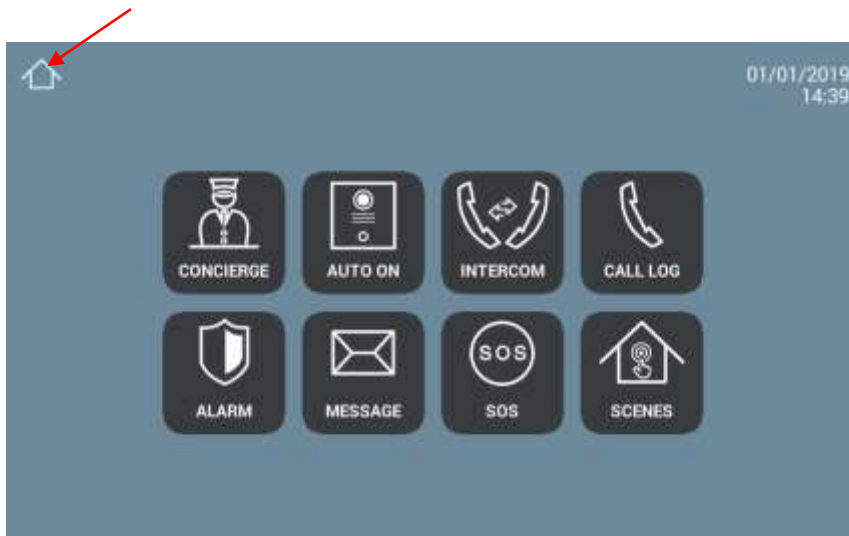 01/01/2019
14:39
CONCIERGE
AUTO ON
INTERCOM
CALL LOG
ALARM
MESSAGE
SOS
SOS
SCENES